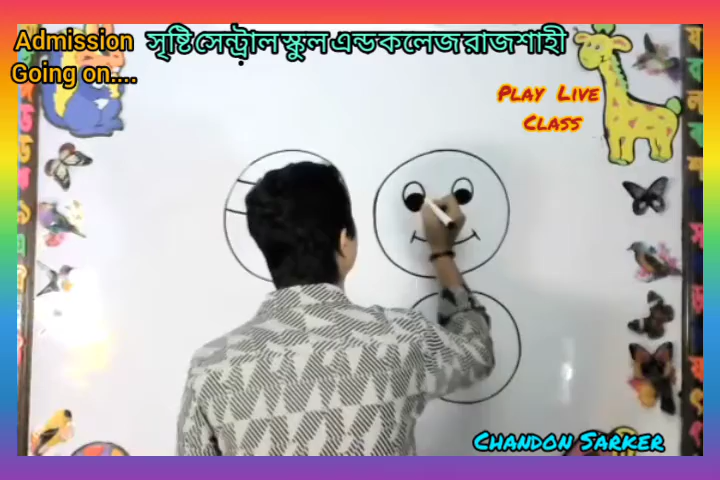 Admission
Going on....
সৃষ্টি সেন্ট্রাল স্কুল এন্ড কলেজ রাজশাহী
Play Live
Class
Chandon Sarker